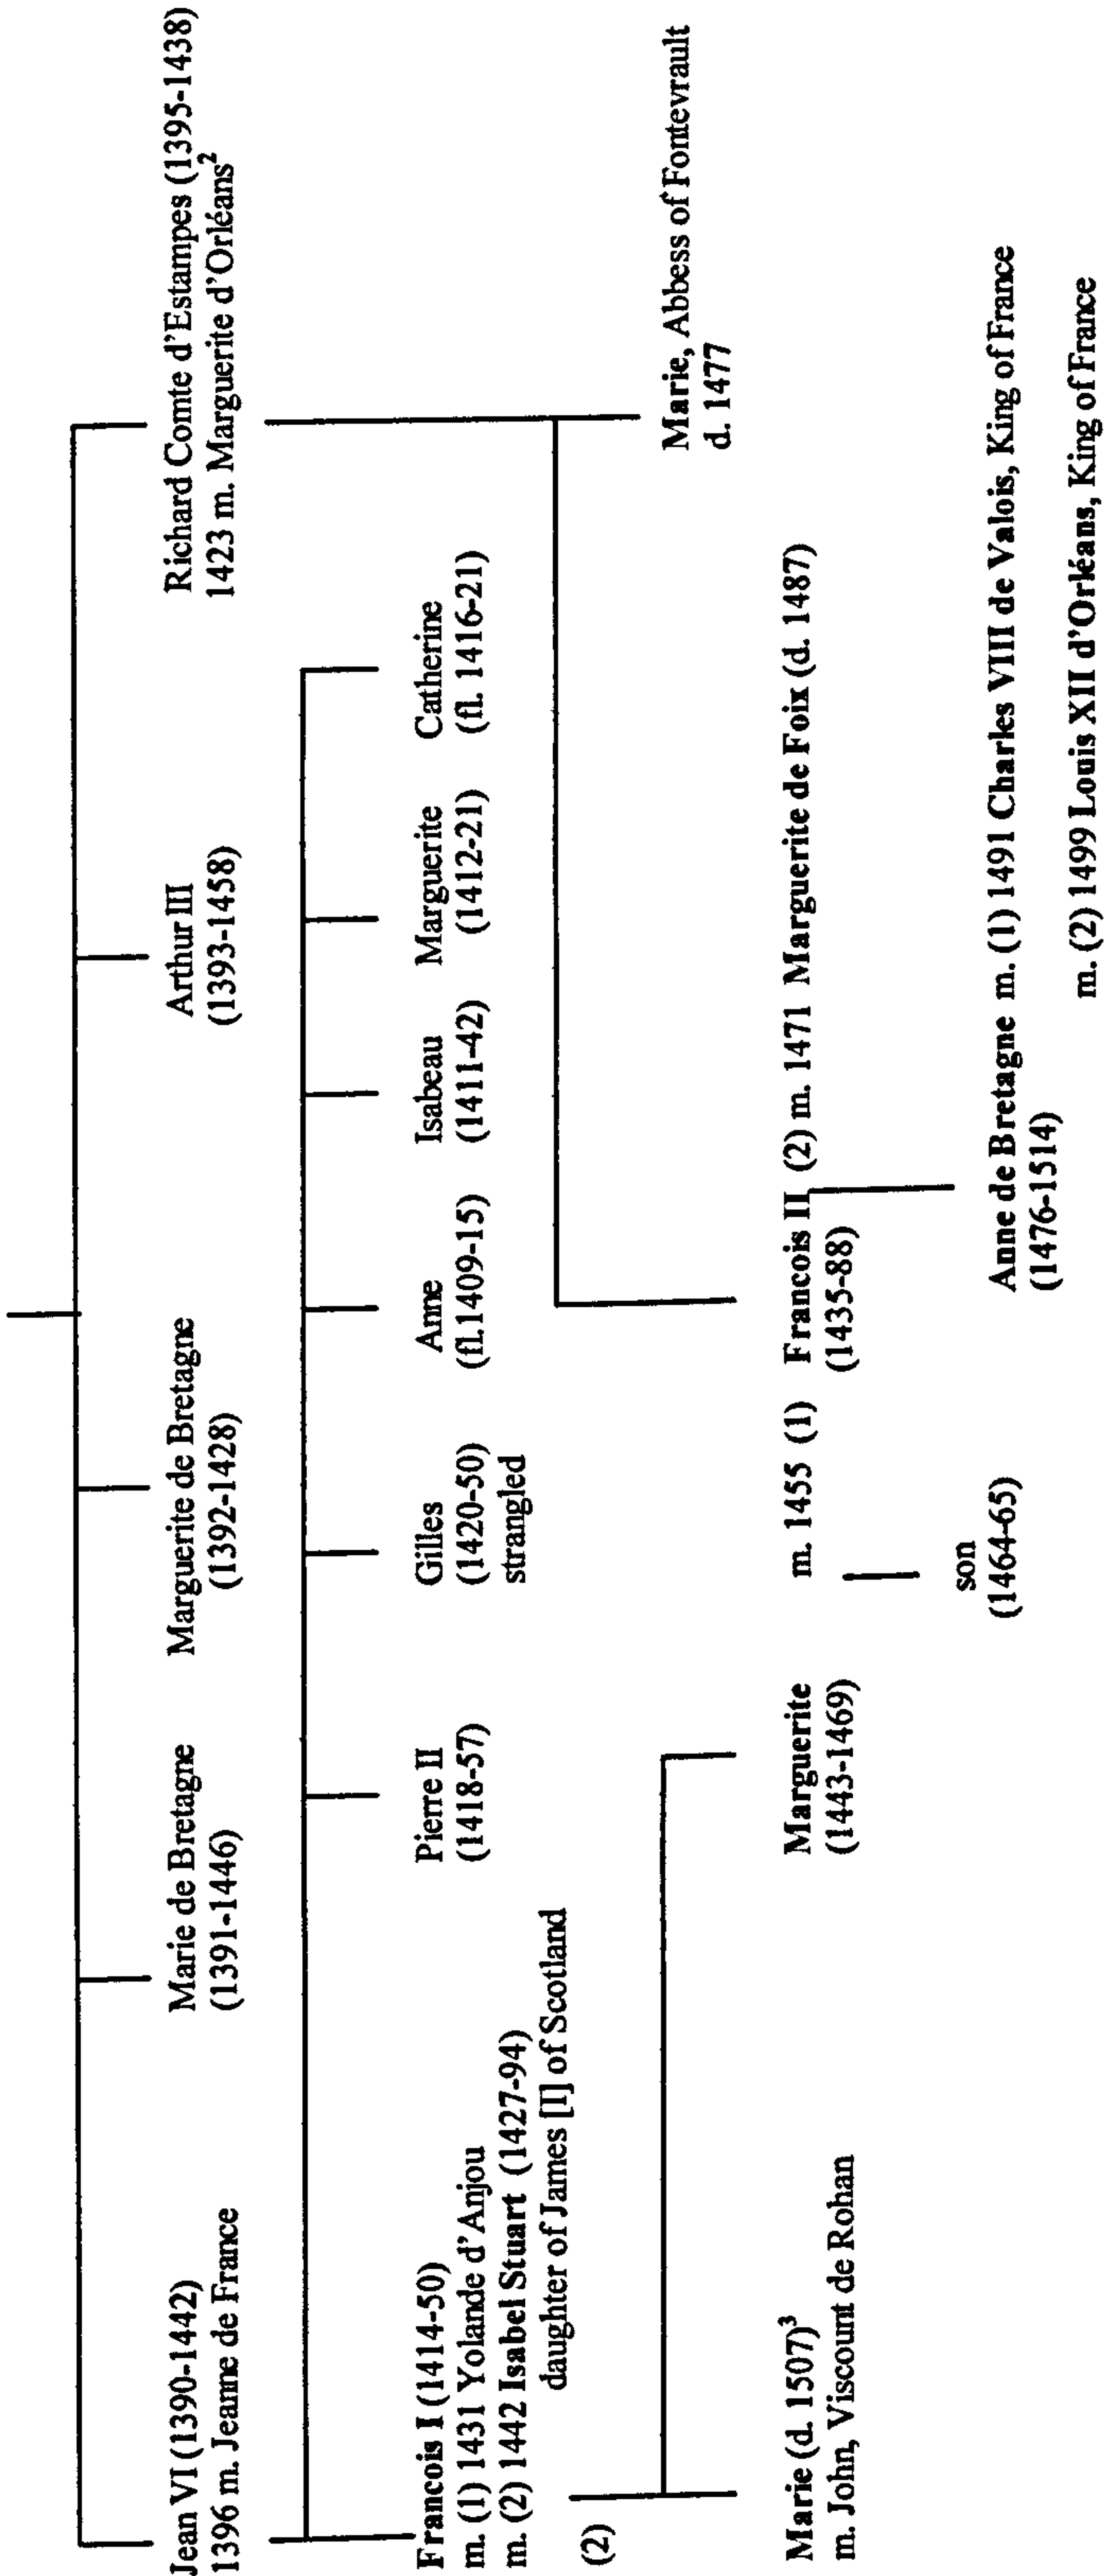 Jean VI (1390-1442)
1396 m. Jeanne de France
Marie de Bretagne
(1391-1446)
Marguerite de Bretagne
(1392-1428)
Arthur III
(1393-1458)
Richard Comte d'Estampes (1395-1438)
1423 m. Marguerite d'Orléans²
Francois I (1414-50)
m. (1) 1431 Yolande d'Anjou
m. (2) 1442 Isabel Stuart (1427-94)
daughter of James [I] of Scotland
Pierre II
(1418-57)
Gilles
(1420-50)
strangled
Anne
(fl.1409-15)
Isabeau
(1411-42)
Marguerite
(1412-21)
Catherine
(fl. 1416-21)
(2)
Marie, Abbess of Fontevrault
d. 1477
Marie (d. 1507)³
m. John, Viscount de Rohan
Marguerite
(1443-1469)
m. 1455 (1) Francois II (2) m. 1471 Marguerite de Foix (d. 1487)
(1435-88)
son
(1464-65)
Anne de Bretagne m. (1) 1491 Charles VIII de Valois, King of France
(1476-1514)
m. (2) 1499 Louis XII d'Orléans, King of France